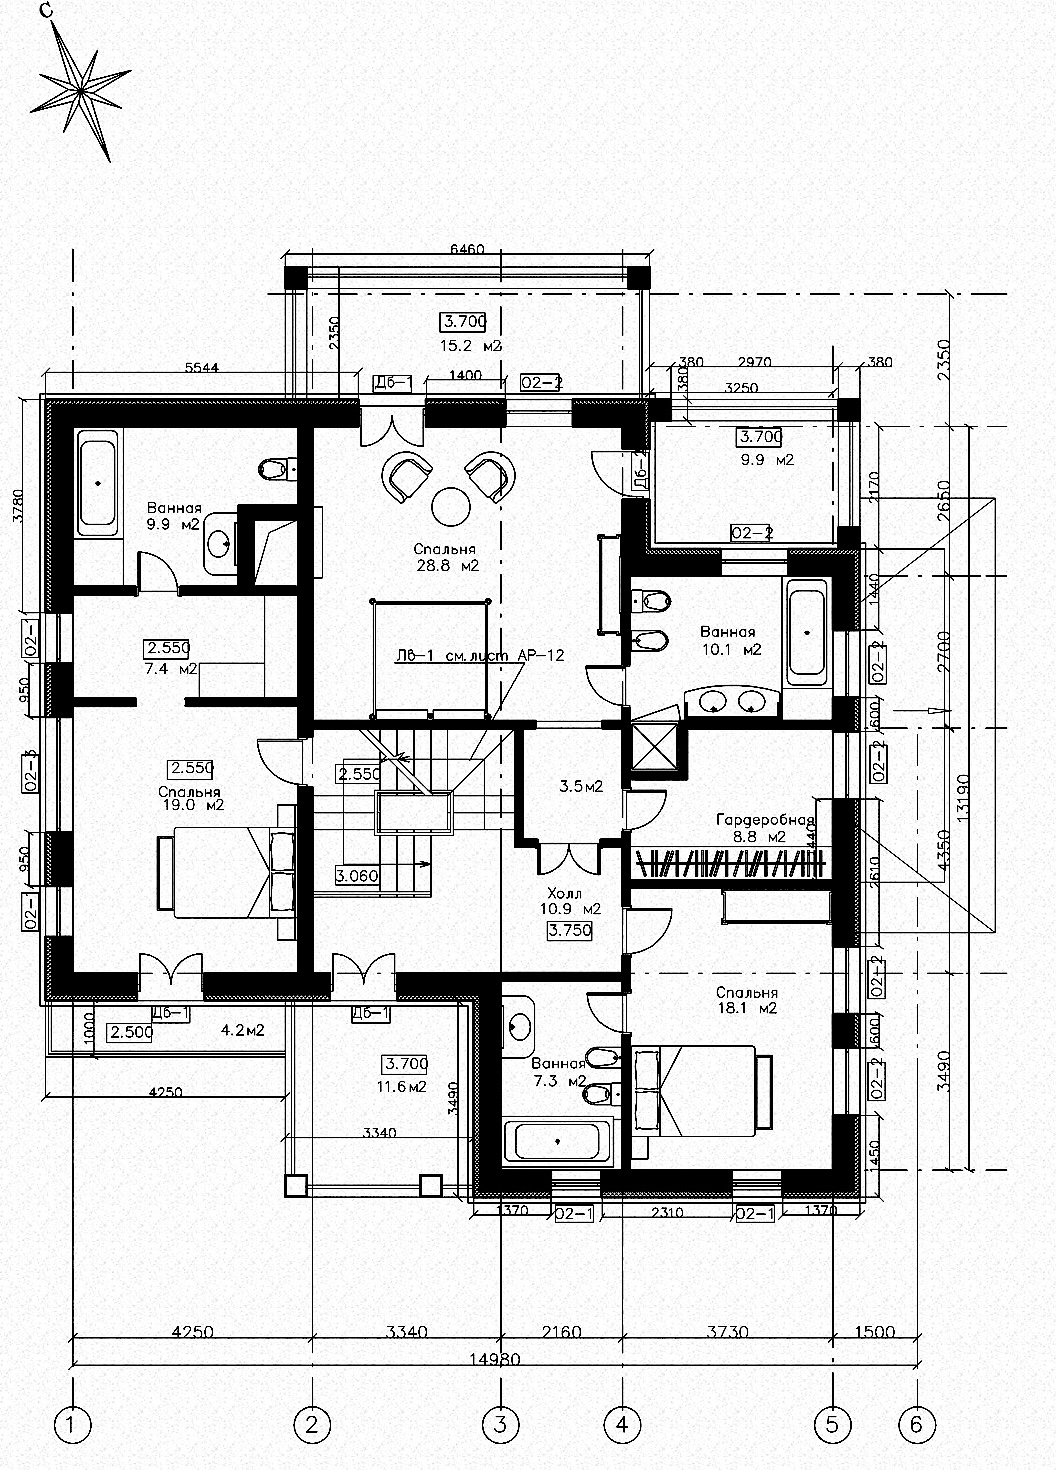 С
6460
2350
3.700
15.2 м2
5544
Дб-1
1400
О2-2
380
2970
380
380
3250
2350
3.700
9.9 м2
Дб-2
3780
2170
2650
Ванная
9.9 м2
Спальня
28.8 м2
О2-2
1440
О2-1
2.550
7.4 м2
Ванная
10.1 м2
Лб-1 см.лист АР-12
О2-2
2700
950
600
2.550
Спальня
19.0 м2
2.550
3.5м2
О2-3
О2-2
13190
Гардеробная
8.8 м2
1440
950
2610
4350
3.060
Холл
10.9 м2
3.750
О2-1
Спальня
18.1 м2
О2-2
Дб-1
Дб-1
1000
2.500
4.2м2
600
3.700
11.6м2
Ванная
7.3 м2
3490
О2-2
3490
4250
3340
1450
1370
О2-1
2310
О2-1
1370
4250
3340
2160
3730
1500
14980
1
2
3
4
5
6